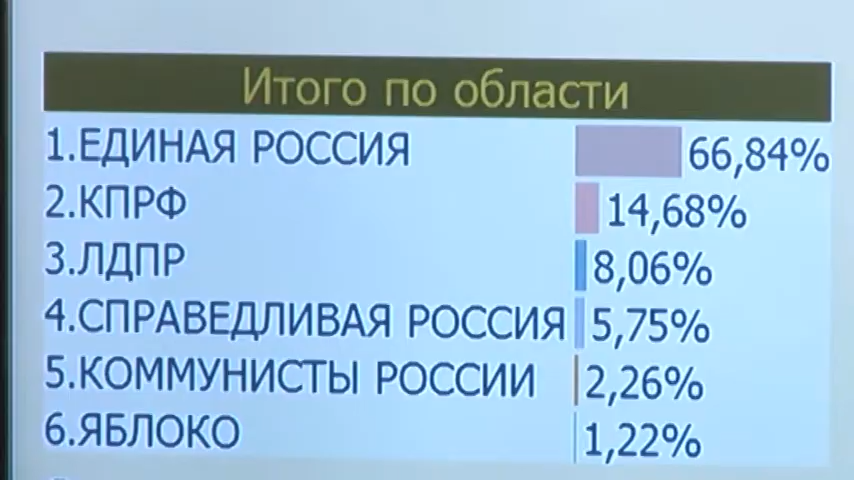 Итого по области
1.ЕДИНАЯ РОССИЯ 66,84%
2.КПРФ 14,68%
3.ЛДПР 8,06%
4.СПРАВЕДЛИВАЯ РОССИЯ 5,75%
5.КОММУНИСТЫ РОССИИ 2,26%
6.ЯБЛОКО 1,22%